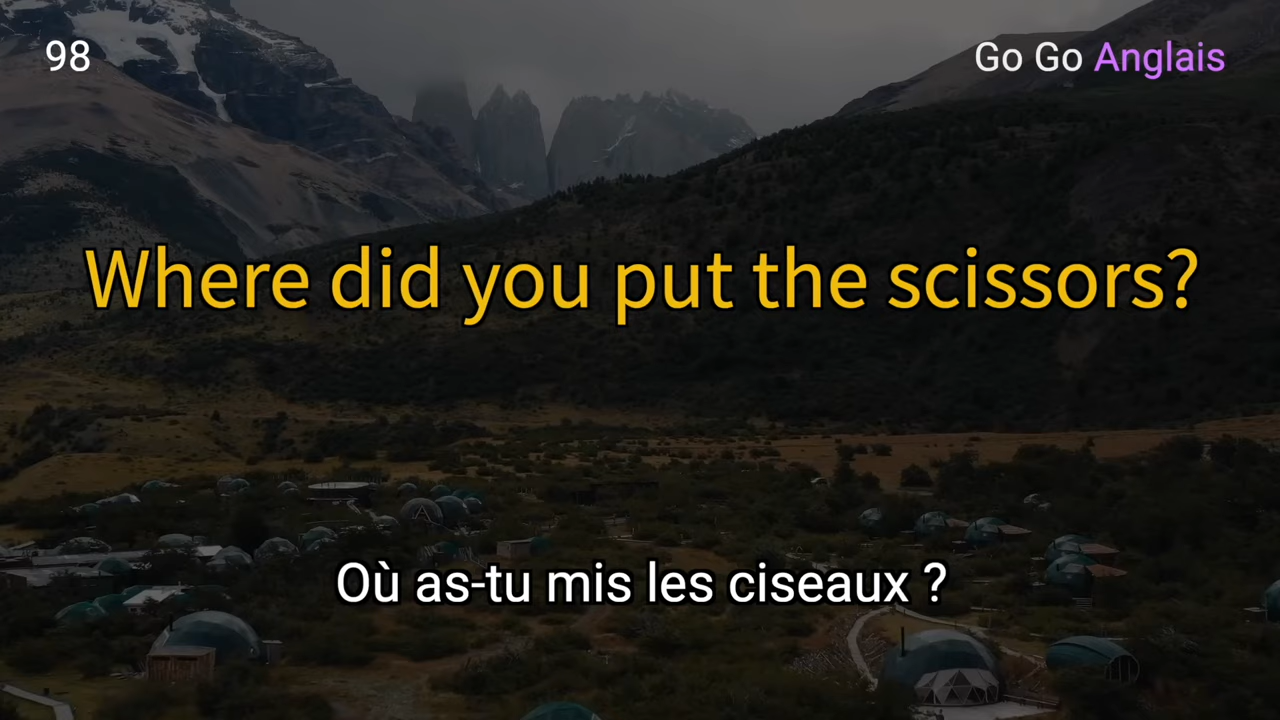 98
Go Go Anglais
Where did you put the scissors?
Où as-tu mis les ciseaux ?